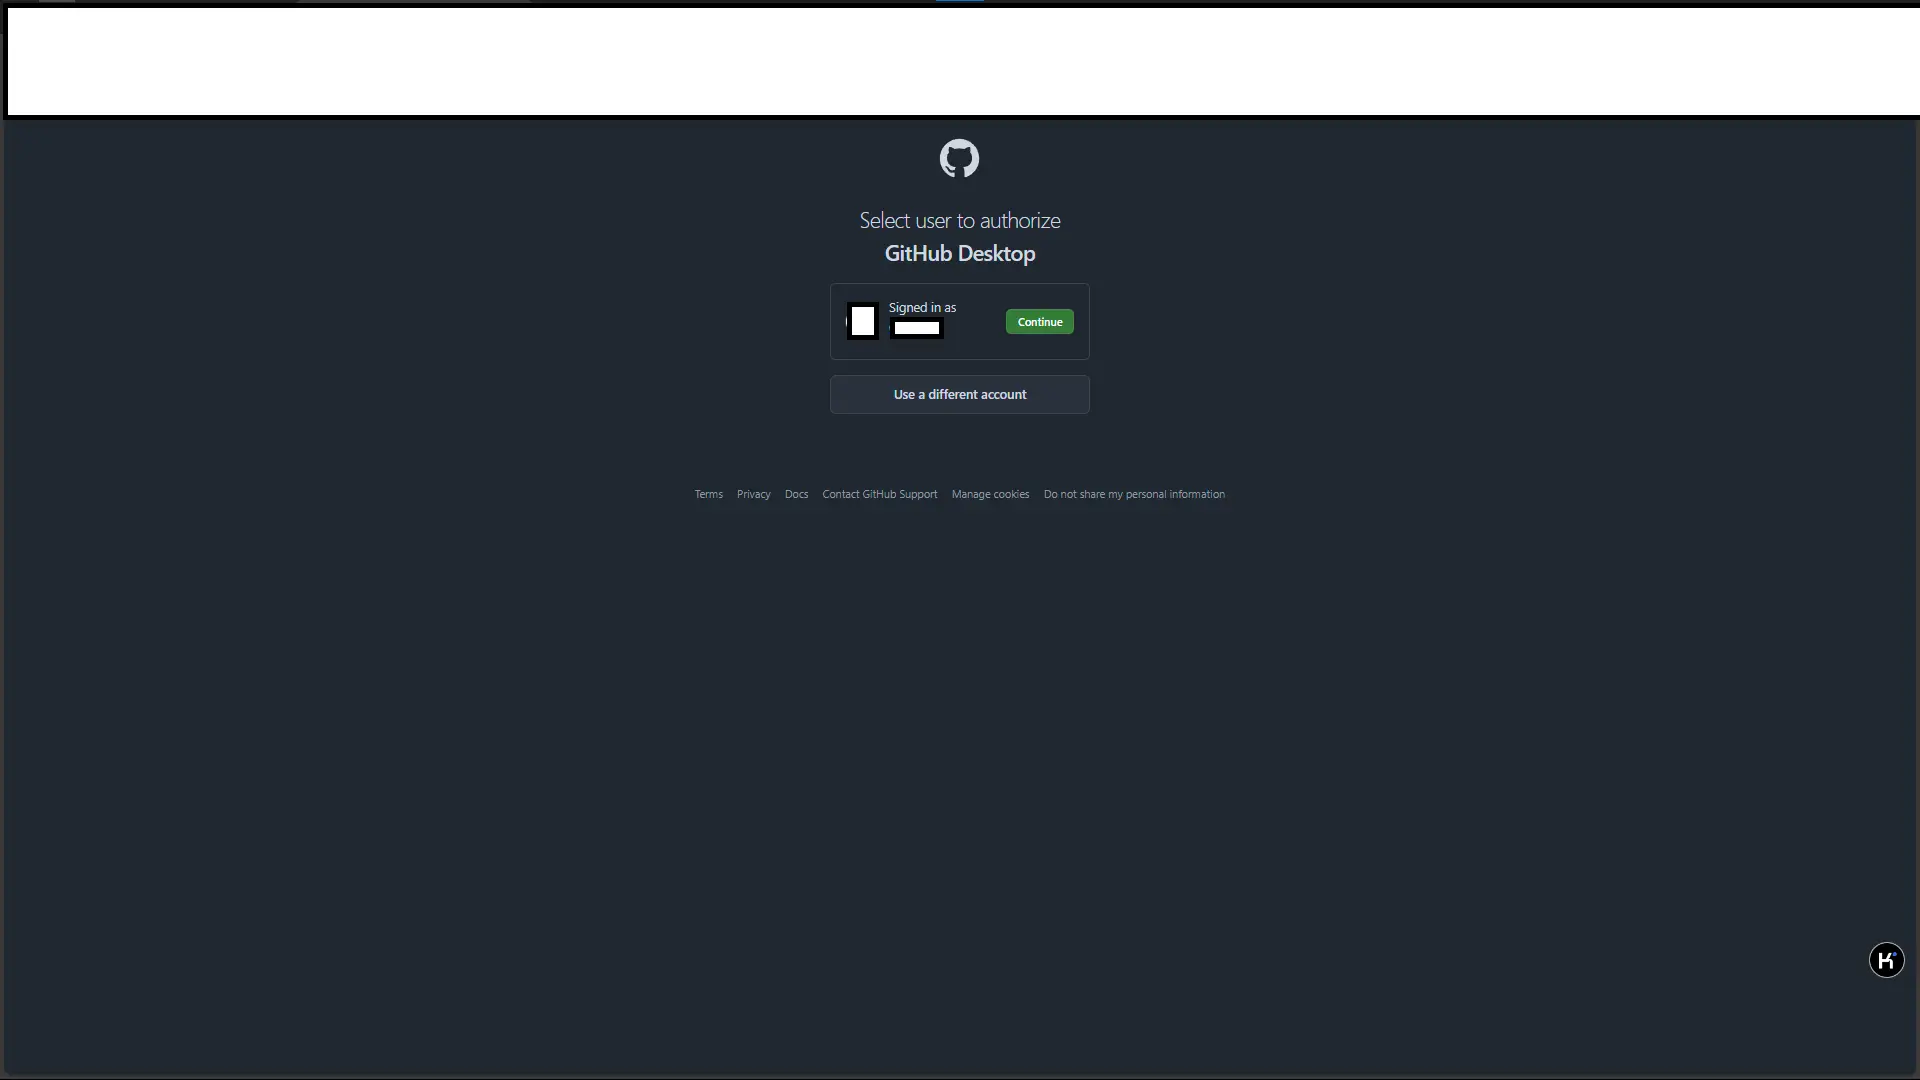 Select user to authorize
GitHub Desktop
Signed in as
Continue
Use a different account
Terms Privacy Docs Contact GitHub Support Manage cookies Do not share my personal information
K